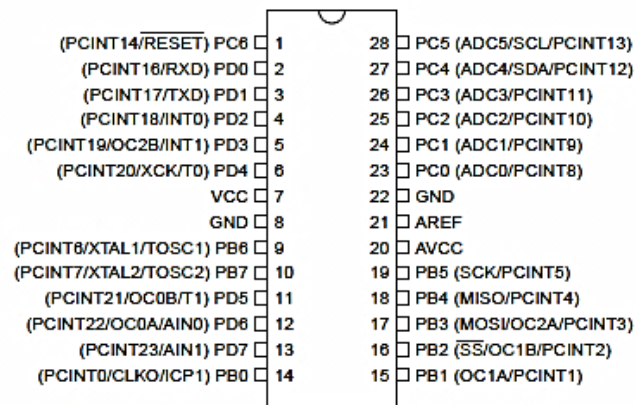 (PCINT14/RESET) PC6 1 28 PC5 (ADC5/SCL/PCINT13)
(PCINT16/RXD) PD0 2 27 PC4 (ADC4/SDA/PCINT12)
(PCINT17/TXD) PD1 3 26 PC3 (ADC3/PCINT11)
(PCINT18/INT0) PD2 4 25 PC2 (ADC2/PCINT10)
(PCINT19/OC2B/INT1) PD3 5 24 PC1 (ADC1/PCINT9)
(PCINT20/XCK/T0) PD4 6 23 PC0 (ADC0/PCINT8)
VCC 7 22 GND
GND 8 21 AREF
(PCINT6/XTAL1/TOSC1) PB6 9 20 AVCC
(PCINT7/XTAL2/TOSC2) PB7 10 19 PB5 (SCK/PCINT5)
(PCINT21/OC0B/T1) PD5 11 18 PB4 (MISO/PCINT4)
(PCINT22/OC0A/AIN0) PD6 12 17 PB3 (MOSI/OC2A/PCINT3)
(PCINT23/AIN1) PD7 13 16 PB2 (SS/OC1B/PCINT2)
(PCINT0/CLKO/ICP1) PB0 14 15 PB1 (OC1A/PCINT1)